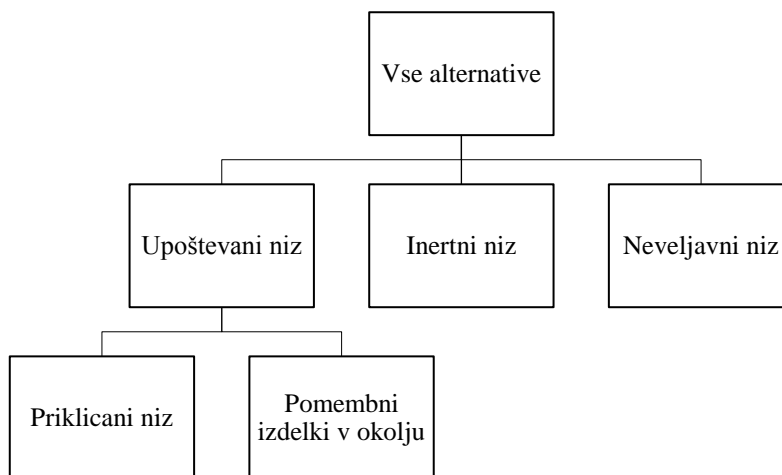 Vse alternative
Upoštevani niz
Inertni niz
Neveljavni niz
Priklicani niz
Pomembni
izdelki v okolju